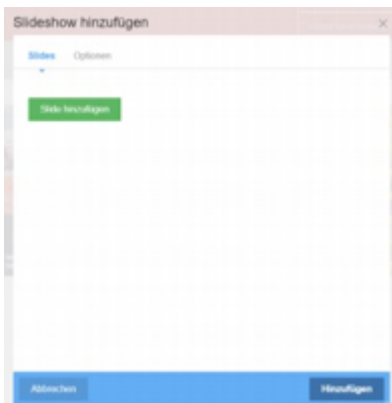 Slideshow hinzufügen
Slides Optionen
Slide hinzufügen
Abbrechen Hinzufügen